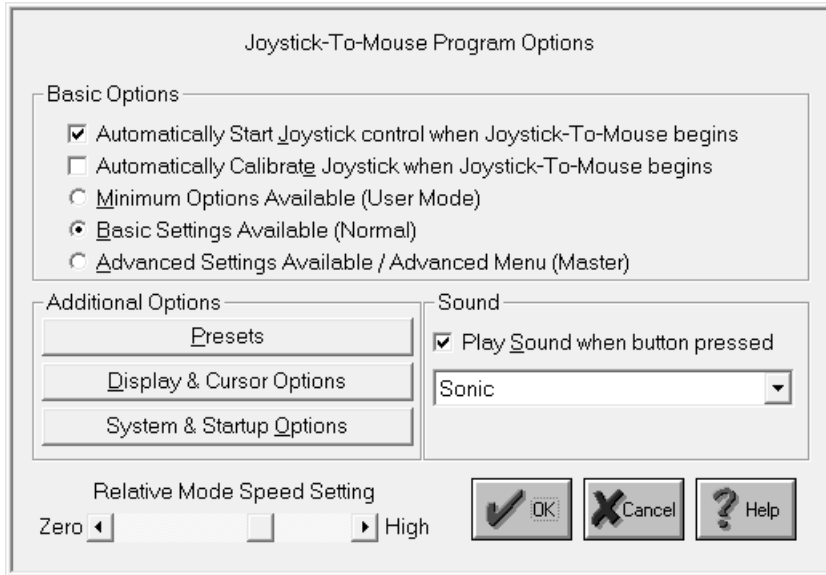 Joystick-To-Mouse Program Options
Basic Options
Automatically Start Joystick control when Joystick-To-Mouse begins
Automatically Calibrate Joystick when Joystick-To-Mouse begins
Minimum Options Available (User Mode)
Basic Settings Available (Normal)
Advanced Settings Available / Advanced Menu (Master)
Additional Options
Presets
Display & Cursor Options
System & Startup Options
Sound
Play Sound when button pressed
Sonic
Relative Mode Speed Setting
Zero High
OK Cancel Help